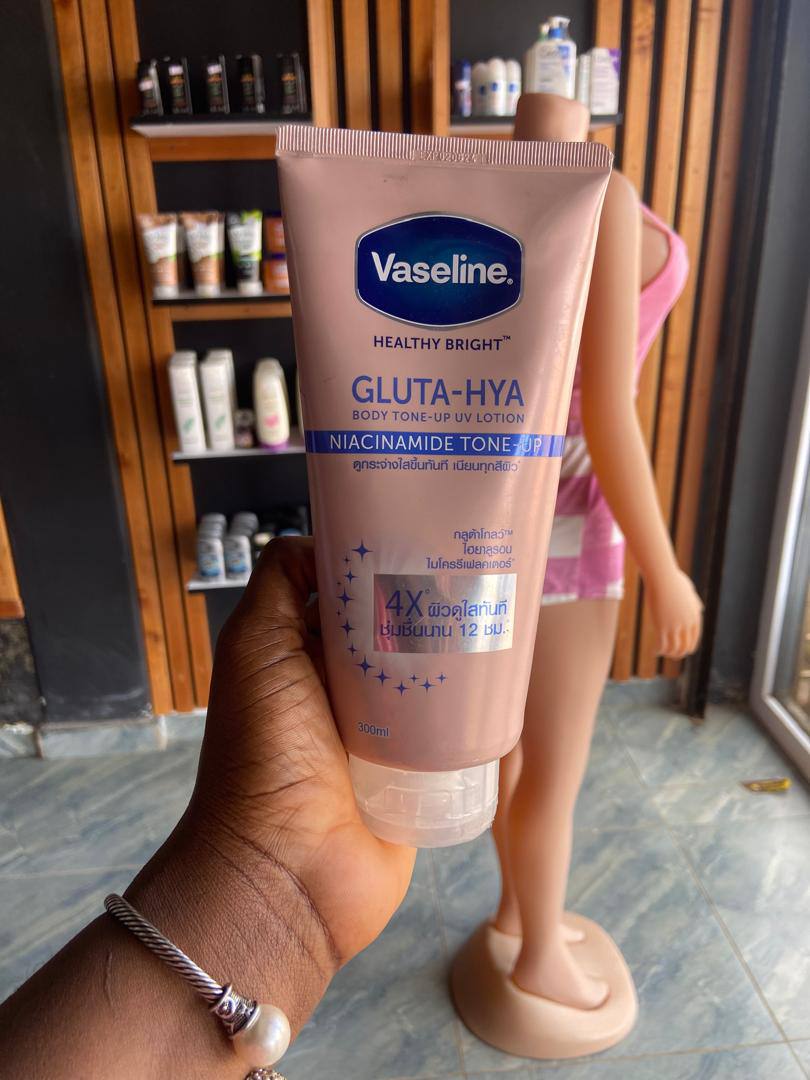 Vaseline®
HEALTHY BRIGHT™
GLUTA-HYA
BODY TONE-UP UV LOTION
NIACINAMIDE TONE-UP
ดูกระจ่างใสขึ้นทันที เนียนทุกสีผิว
กลูต้าโกลว์™
ไฮยาลูรอน
ไมโครรีเฟลคเตอร์
4X ผิวดูใสทันที
ชุ่มชื่นนาน 12 ชม.
300ml